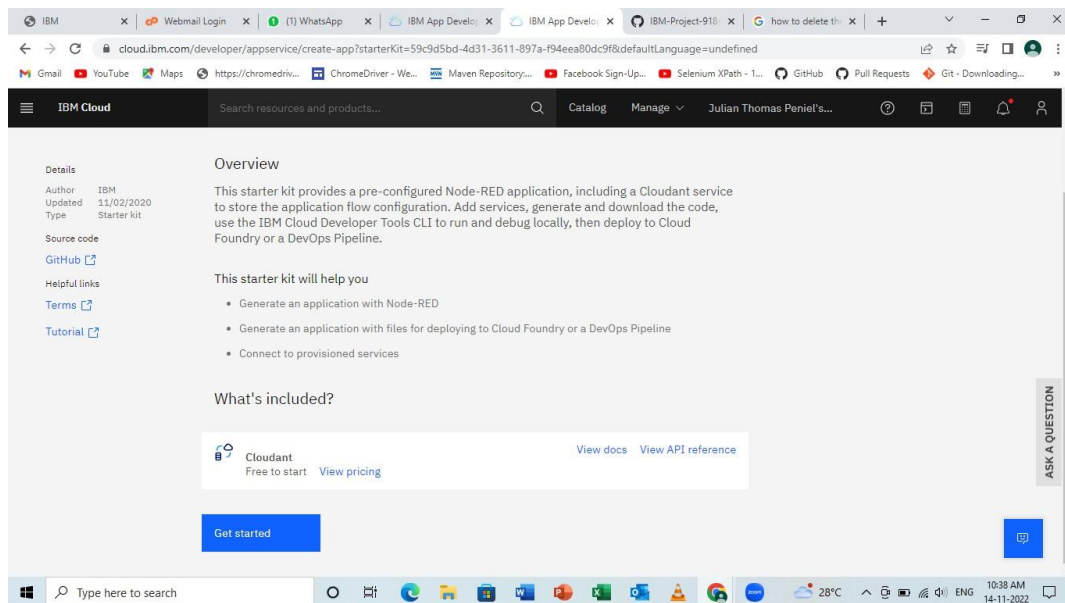 IBM
Webmail Login
(1) WhatsApp
IBM App Develop
IBM App Develop
IBM-Project-918
how to delete the
cloud.ibm.com/developer/appservice/create-app?starterKit=59c9d5bd-4d31-3611-897a-f94eea80dc9f&defaultLanguage=undefined
Gmail
YouTube
Maps
https://chromedriv...
ChromeDriver - We...
Maven Repository:...
Facebook Sign-Up...
Selenium XPath - 1...
GitHub
Pull Requests
Git - Downloading...
IBM Cloud
Search resources and products...
Catalog
Manage
Julian Thomas Peniel's...
Details
Author IBM
Updated 11/02/2020
Type Starter kit
Source code
GitHub
Helpful links
Terms
Tutorial
Overview
This starter kit provides a pre-configured Node-RED application, including a Cloudant service
to store the application flow configuration. Add services, generate and download the code,
use the IBM Cloud Developer Tools CLI to run and debug locally, then deploy to Cloud
Foundry or a DevOps Pipeline.
This starter kit will help you
• Generate an application with Node-RED
• Generate an application with files for deploying to Cloud Foundry or a DevOps Pipeline
• Connect to provisioned services
What's included?
Cloudant
Free to start View pricing
View docs View API reference
Get started
ASK A QUESTION
Type here to search
zoom
28°C
ENG
10:38 AM
14-11-2022